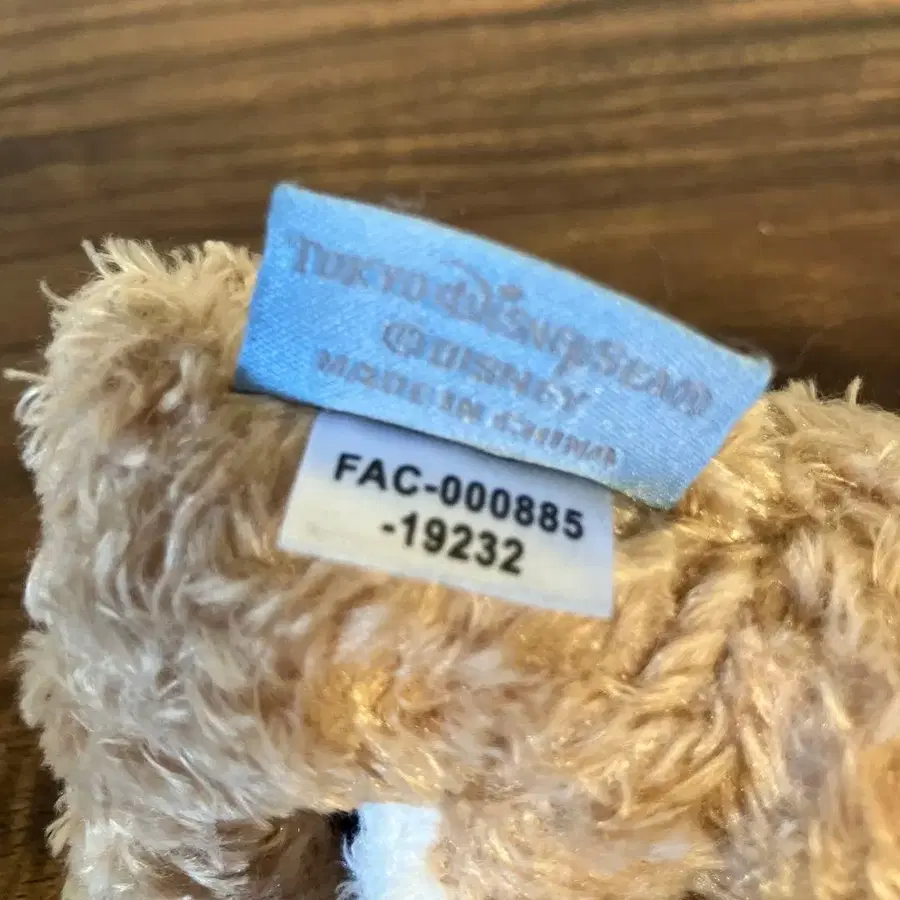 TOKYO DISNEYSEA
©DISNEY
MADE IN CHINA
FAC-000885
-19232